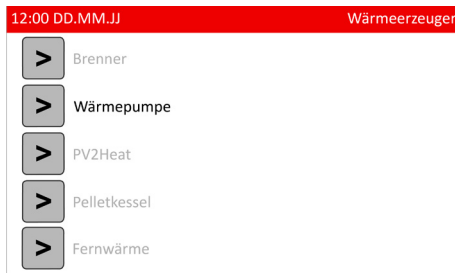 12:00 DD.MM.JJ Wärmeerzeuger
> Brenner
> Wärmepumpe
> PV2Heat
> Pelletkessel
> Fernwärme